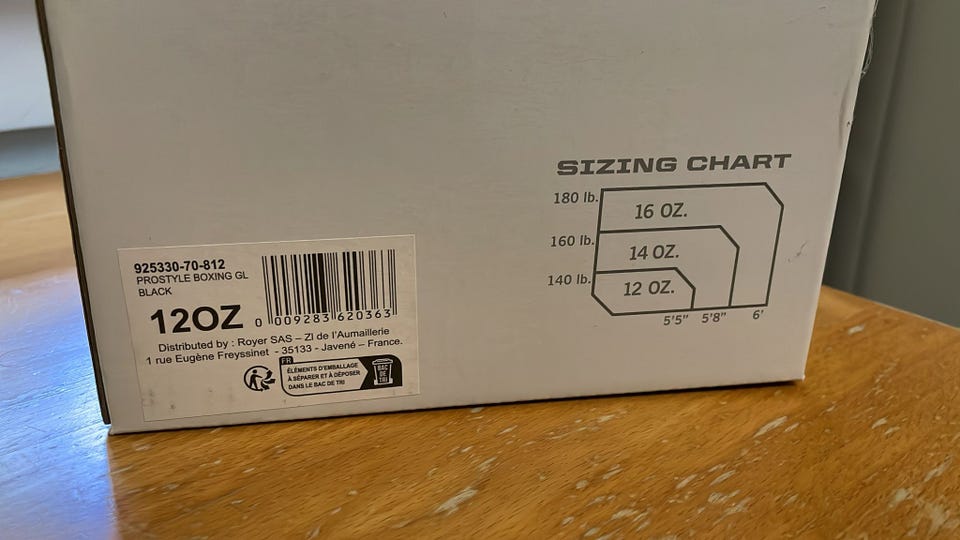 925330-70-812
PROSTYLE BOXING GL
BLACK
12OZ
0 009283 620363
Distributed by : Royer SAS – ZI de l'Aumaillerie
1 rue Eugène Freyssinet - 35133 - Javené – France.
FR
ÉLÉMENTS D'EMBALLAGE
À SÉPARER ET À DÉPOSER
DANS LE BAC DE TRI
BAC
DE
TRI
SIZING CHART
180 lb.
16 OZ.
160 lb.
14 OZ.
140 lb.
12 OZ.
5'5" 5'8" 6'